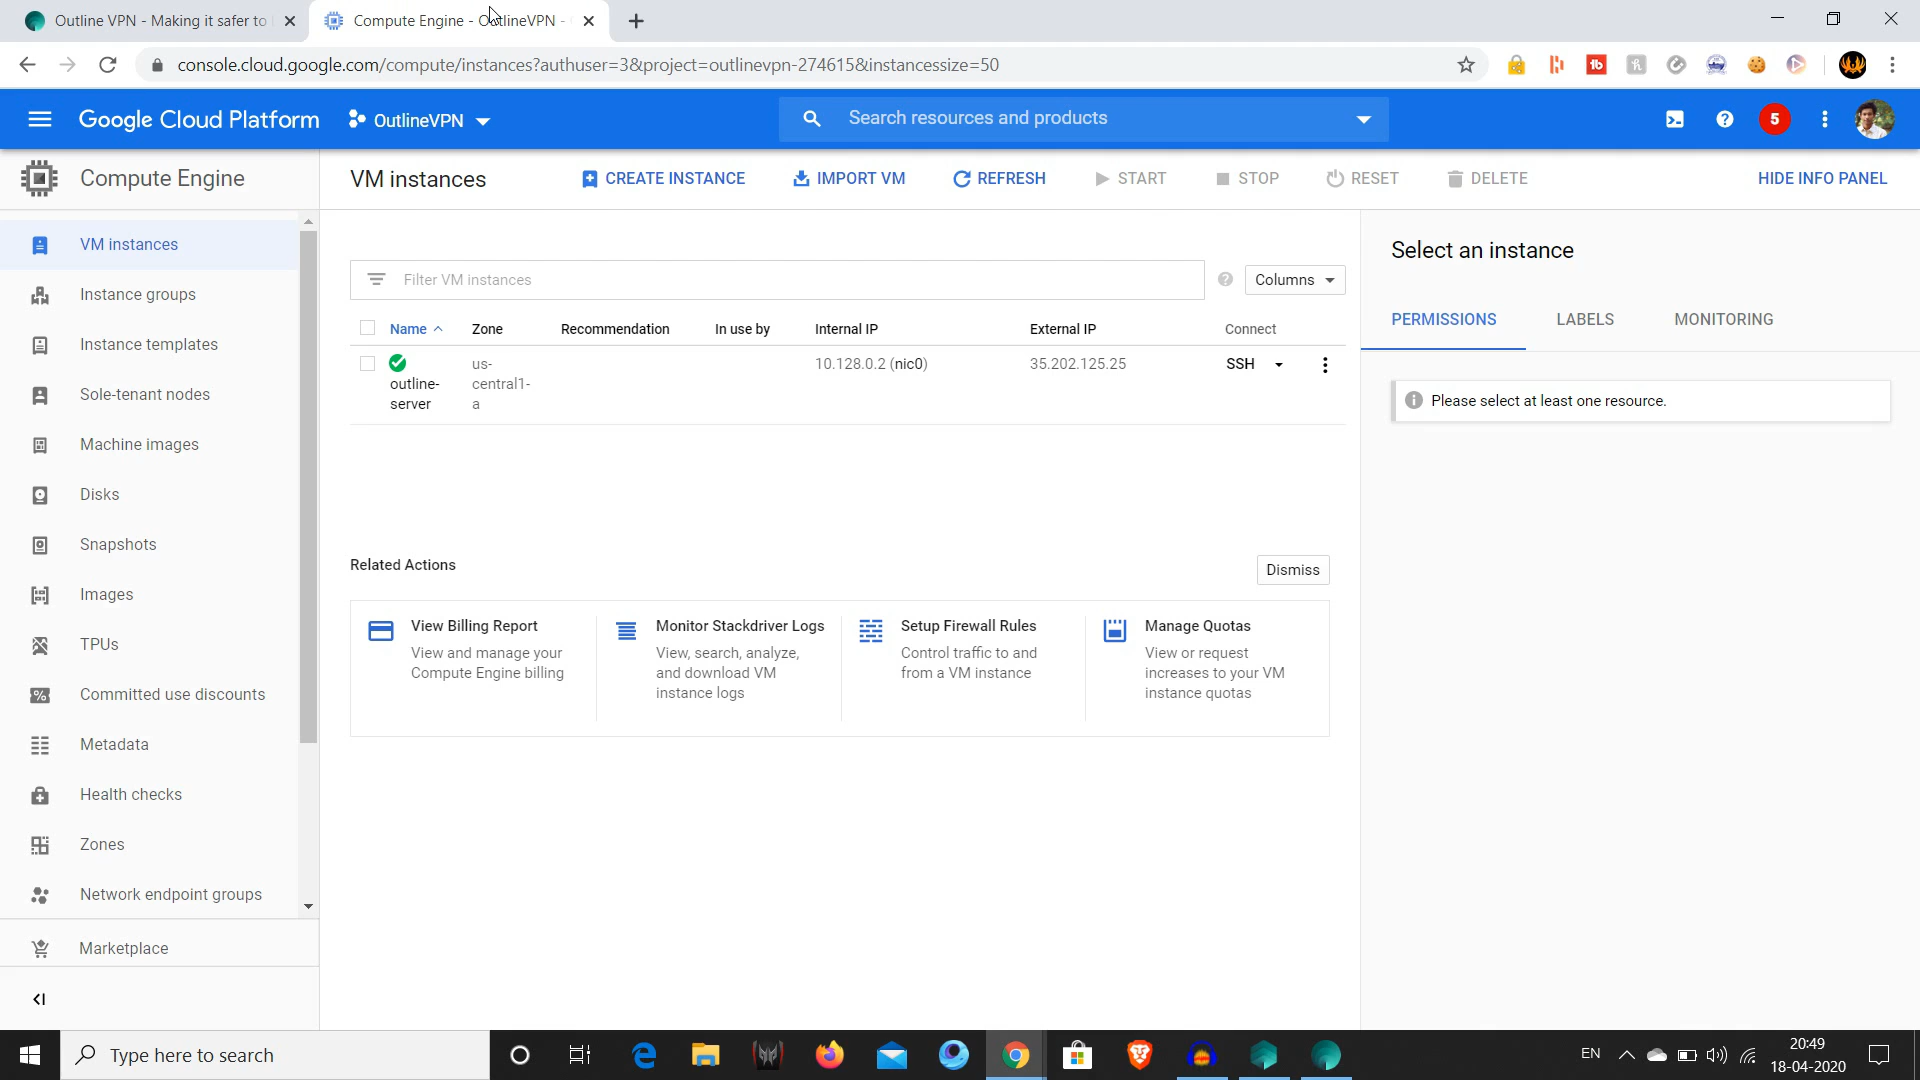 Outline VPN - Making it safer to
Compute Engine - OutlineVPN -
console.cloud.google.com/compute/instances?authuser=3&project=outlinevpn-274615&instancessize=50
Google Cloud Platform
OutlineVPN
Search resources and products
5
Compute Engine
VM instances
CREATE INSTANCE
IMPORT VM
REFRESH
START
STOP
RESET
DELETE
HIDE INFO PANEL
VM instances
Instance groups
Instance templates
Sole-tenant nodes
Machine images
Disks
Snapshots
Images
TPUs
Committed use discounts
Metadata
Health checks
Zones
Network endpoint groups
Marketplace
Filter VM instances
Columns
Name
Zone
Recommendation
In use by
Internal IP
External IP
Connect
outline-
server
us-
central1-
a
10.128.0.2 (nic0)
35.202.125.25
SSH
Related Actions
Dismiss
View Billing Report
View and manage your
Compute Engine billing
Monitor Stackdriver Logs
View, search, analyze,
and download VM
instance logs
Setup Firewall Rules
Control traffic to and
from a VM instance
Manage Quotas
View or request
increases to your VM
instance quotas
Select an instance
PERMISSIONS
LABELS
MONITORING
Please select at least one resource.
Type here to search
EN
20:49
18-04-2020